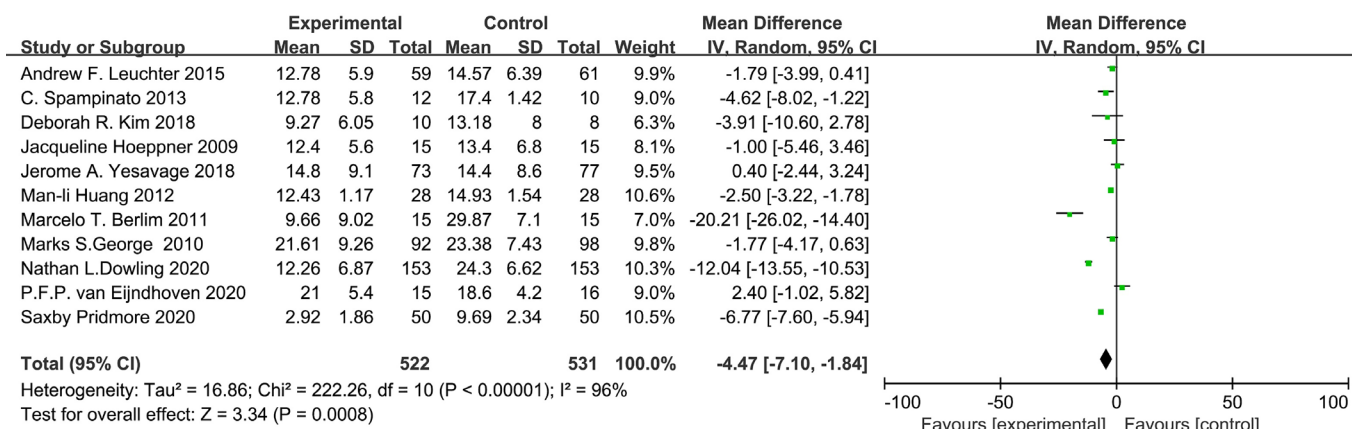 Experimental Control Mean Difference Mean Difference
Study or Subgroup Mean SD Total Mean SD Total Weight IV, Random, 95% CI IV, Random, 95% CI
Andrew F. Leuchter 2015 12.78 5.9 59 14.57 6.39 61 9.9% -1.79 [-3.99, 0.41]
C. Spampinato 2013 12.78 5.8 12 17.4 1.42 10 9.0% -4.62 [-8.02, -1.22]
Deborah R. Kim 2018 9.27 6.05 10 13.18 8 8 6.3% -3.91 [-10.60, 2.78]
Jacqueline Hoeppner 2009 12.4 5.6 15 13.4 6.8 15 8.1% -1.00 [-5.46, 3.46]
Jerome A. Yesavage 2018 14.8 9.1 73 14.4 8.6 77 9.5% 0.40 [-2.44, 3.24]
Man-li Huang 2012 12.43 1.17 28 14.93 1.54 28 10.6% -2.50 [-3.22, -1.78]
Marcelo T. Berlim 2011 9.66 9.02 15 29.87 7.1 15 7.0% -20.21 [-26.02, -14.40]
Marks S.George 2010 21.61 9.26 92 23.38 7.43 98 9.8% -1.77 [-4.17, 0.63]
Nathan L.Dowling 2020 12.26 6.87 153 24.3 6.62 153 10.3% -12.04 [-13.55, -10.53]
P.F.P. van Eijndhoven 2020 21 5.4 15 18.6 4.2 16 9.0% 2.40 [-1.02, 5.82]
Saxby Pridmore 2020 2.92 1.86 50 9.69 2.34 50 10.5% -6.77 [-7.60, -5.94]
Total (95% CI) 522 531 100.0% -4.47 [-7.10, -1.84]
Heterogeneity: Tau² = 16.86; Chi² = 222.26, df = 10 (P < 0.00001); I² = 96%
Test for overall effect: Z = 3.34 (P = 0.0008)
-100 -50 0 50 100
Favours [experimental] Favours [control]